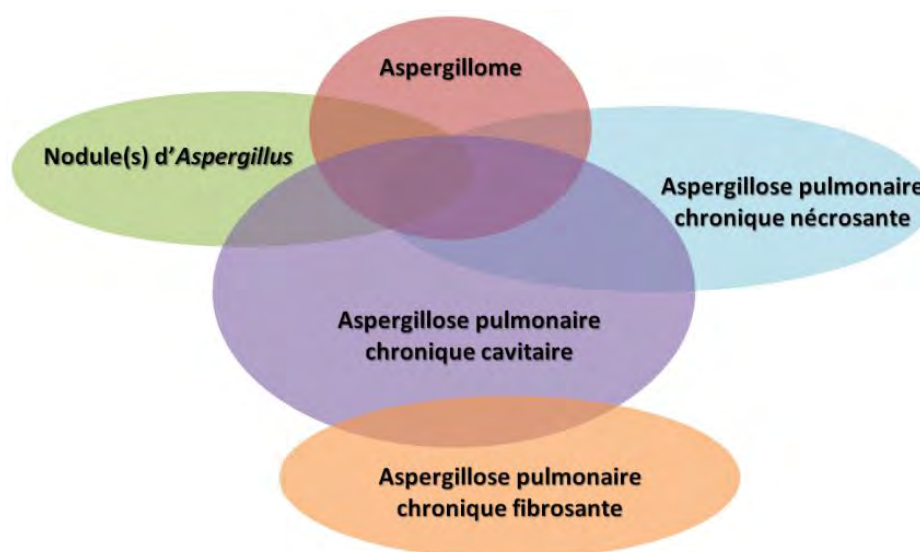 Aspergillome
Nodule(s) d'Aspergillus
Aspergillose pulmonaire
chronique nécrosante
Aspergillose pulmonaire
chronique cavitaire
Aspergillose pulmonaire
chronique fibrosante